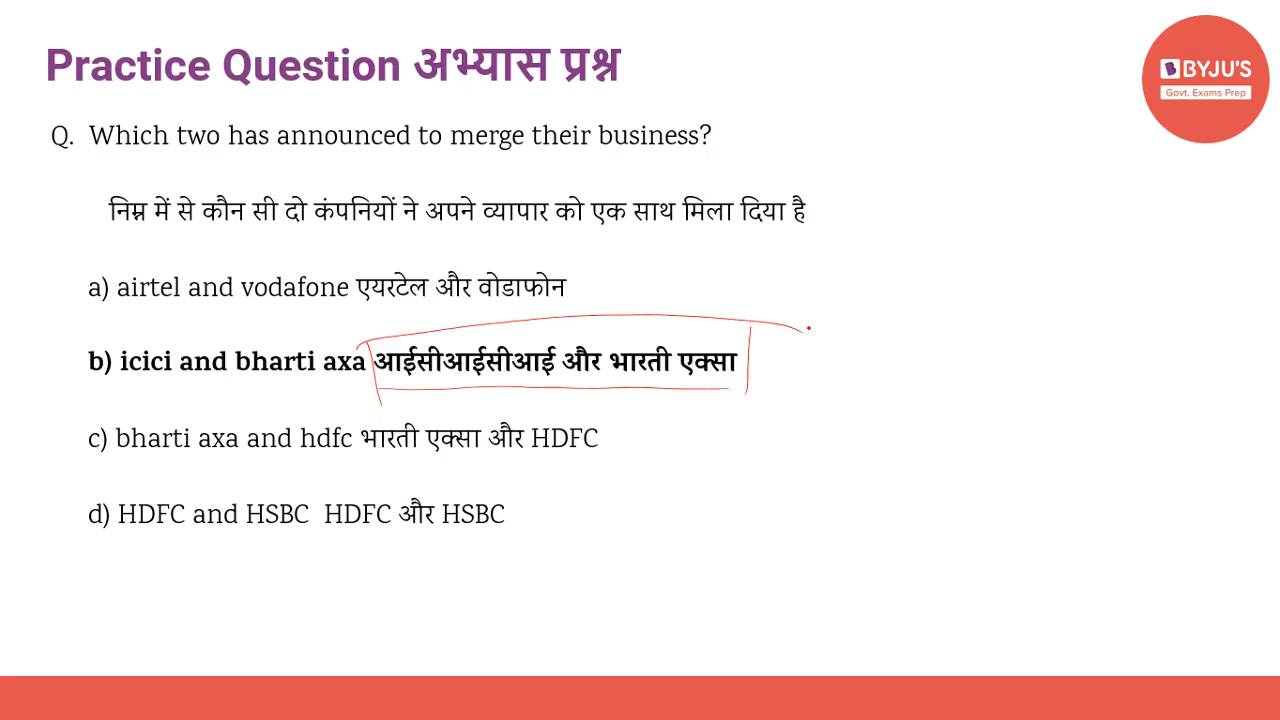 Practice Question अभ्यास प्रश्न
BYJU'S
Govt. Exams Prep
Q. Which two has announced to merge their business?
निम्न में से कौन सी दो कंपनियों ने अपने व्यापार को एक साथ मिला दिया है
a) airtel and vodafone एयरटेल और वोडाफोन
b) icici and bharti axa आईसीआईसीआई और भारती एक्सा
c) bharti axa and hdfc भारती एक्सा और HDFC
d) HDFC and HSBC HDFC और HSBC